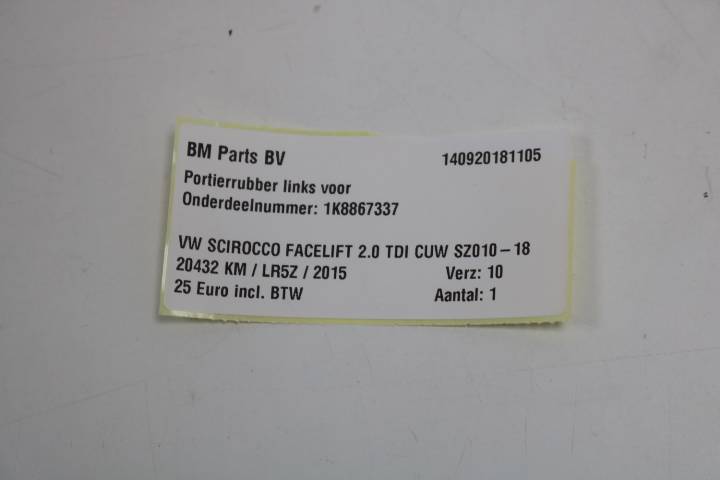 BM Parts BV 140920181105
Portierrubber links voor
Onderdeelnummer: 1K8867337
VW SCIROCCO FACELIFT 2.0 TDI CUW SZ010 – 18
20432 KM / LR5Z / 2015 Verz: 10
25 Euro incl. BTW Aantal: 1